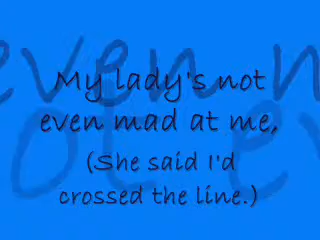 My lady's not
even mad at me,
(She said I'd
crossed the line.)